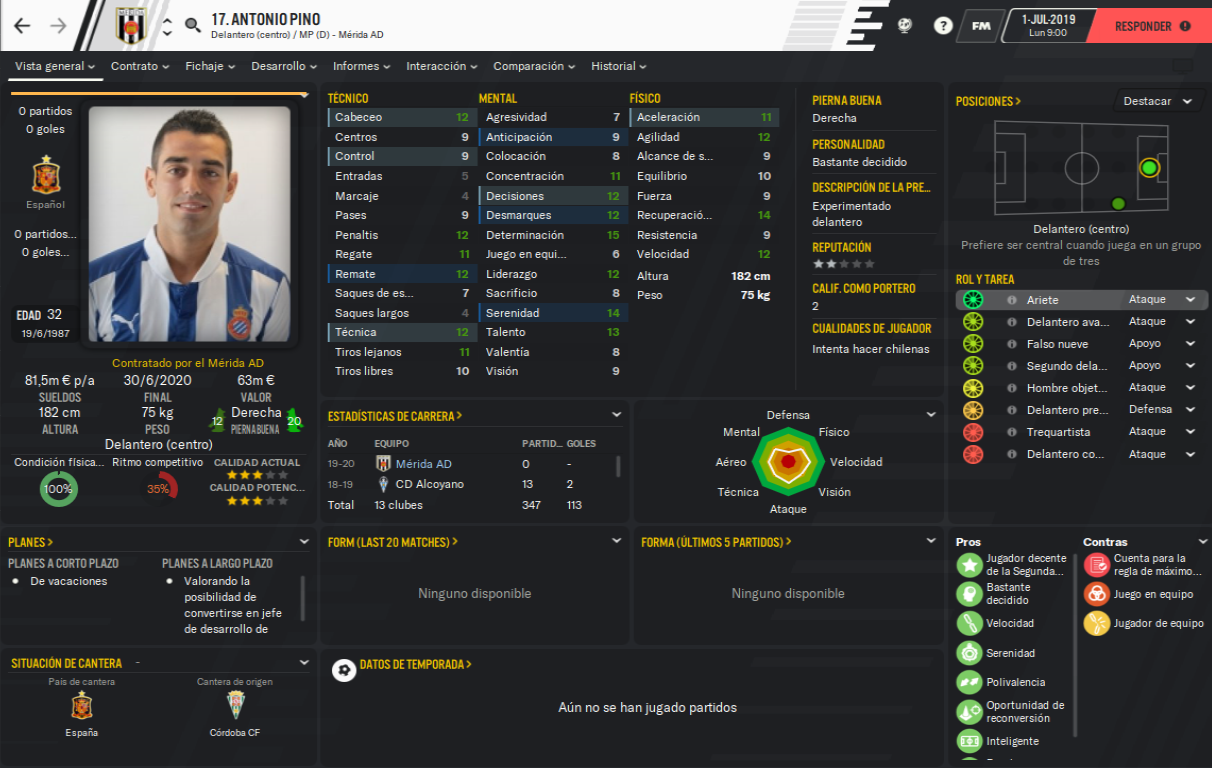 17. ANTONIO PINO
Delantero (centro) / MP (D) - Mérida AD
?
FM
1-JUL-2019
Lun 9:00
RESPONDER
Vista general
Contrato
Fichaje
Desarrollo
Informes
Interacción
Comparación
Historial
0 partidos
0 goles
Español
0 partidos...
0 goles...
EDAD 32
19/6/1987
Contratado por el Mérida AD
81,5m € p/a
SUELDOS
30/6/2020
FINAL
63m €
VALOR
182 cm
ALTURA
75 kg
PESO
12
Derecha
PIERNA BUENA
20
Delantero (centro)
Condición física...
100%
Ritmo competitivo
35%
CALIDAD ACTUAL
CALIDAD POTENC...
TÉCNICO
Cabeceo 12
Centros 9
Control 9
Entradas 5
Marcaje 4
Pases 9
Penaltis 12
Regate 11
Remate 12
Saques de es... 7
Saques largos 4
Técnica 12
Tiros lejanos 11
Tiros libres 10
MENTAL
Agresividad 7
Anticipación 9
Colocación 8
Concentración 11
Decisiones 12
Desmarques 12
Determinación 15
Juego en equi... 6
Liderazgo 12
Sacrificio 8
Serenidad 14
Talento 13
Valentía 8
Visión 9
FÍSICO
Aceleración 11
Agilidad 12
Alcance de s... 9
Equilibrio 10
Fuerza 9
Recuperació... 14
Resistencia 9
Velocidad 12
Altura 182 cm
Peso 75 kg
PIERNA BUENA
Derecha
PERSONALIDAD
Bastante decidido
DESCRIPCIÓN DE LA PRE...
Experimentado
delantero
REPUTACIÓN
CALIF. COMO PORTERO
2
CUALIDADES DE JUGADOR
Intenta hacer chilenas
POSICIONES >
Destacar
Delantero (centro)
Prefiere ser central cuando juega en un grupo
de tres
ROL Y TAREA
Ariete Ataque
Delantero ava... Ataque
Falso nueve Apoyo
Segundo dela... Apoyo
Hombre objet... Ataque
Delantero pre... Defensa
Trequartista Ataque
Delantero co... Ataque
ESTADÍSTICAS DE CARRERA >
AÑO EQUIPO PARTID... GOLES
19-20 Mérida AD 0 -
18-19 CD Alcoyano 13 2
Total 13 clubes 347 113
Defensa
Mental Físico
Aéreo Velocidad
Técnica Visión
Ataque
PLANES >
PLANES A CORTO PLAZO
• De vacaciones
PLANES A LARGO PLAZO
• Valorando la
posibilidad de
convertirse en jefe
de desarrollo de
FORM (LAST 20 MATCHES) >
Ninguno disponible
FORMA (ÚLTIMOS 5 PARTIDOS) >
Ninguno disponible
Pros
Jugador decente
de la Segunda...
Bastante
decidido
Velocidad
Serenidad
Polivalencia
Oportunidad de
reconversión
Inteligente
Contras
Cuenta para la
regla de máximo...
Juego en equipo
Jugador de equipo
SITUACIÓN DE CANTERA -
País de cantera
España
Cantera de origen
Córdoba CF
DATOS DE TEMPORADA >
Aún no se han jugado partidos